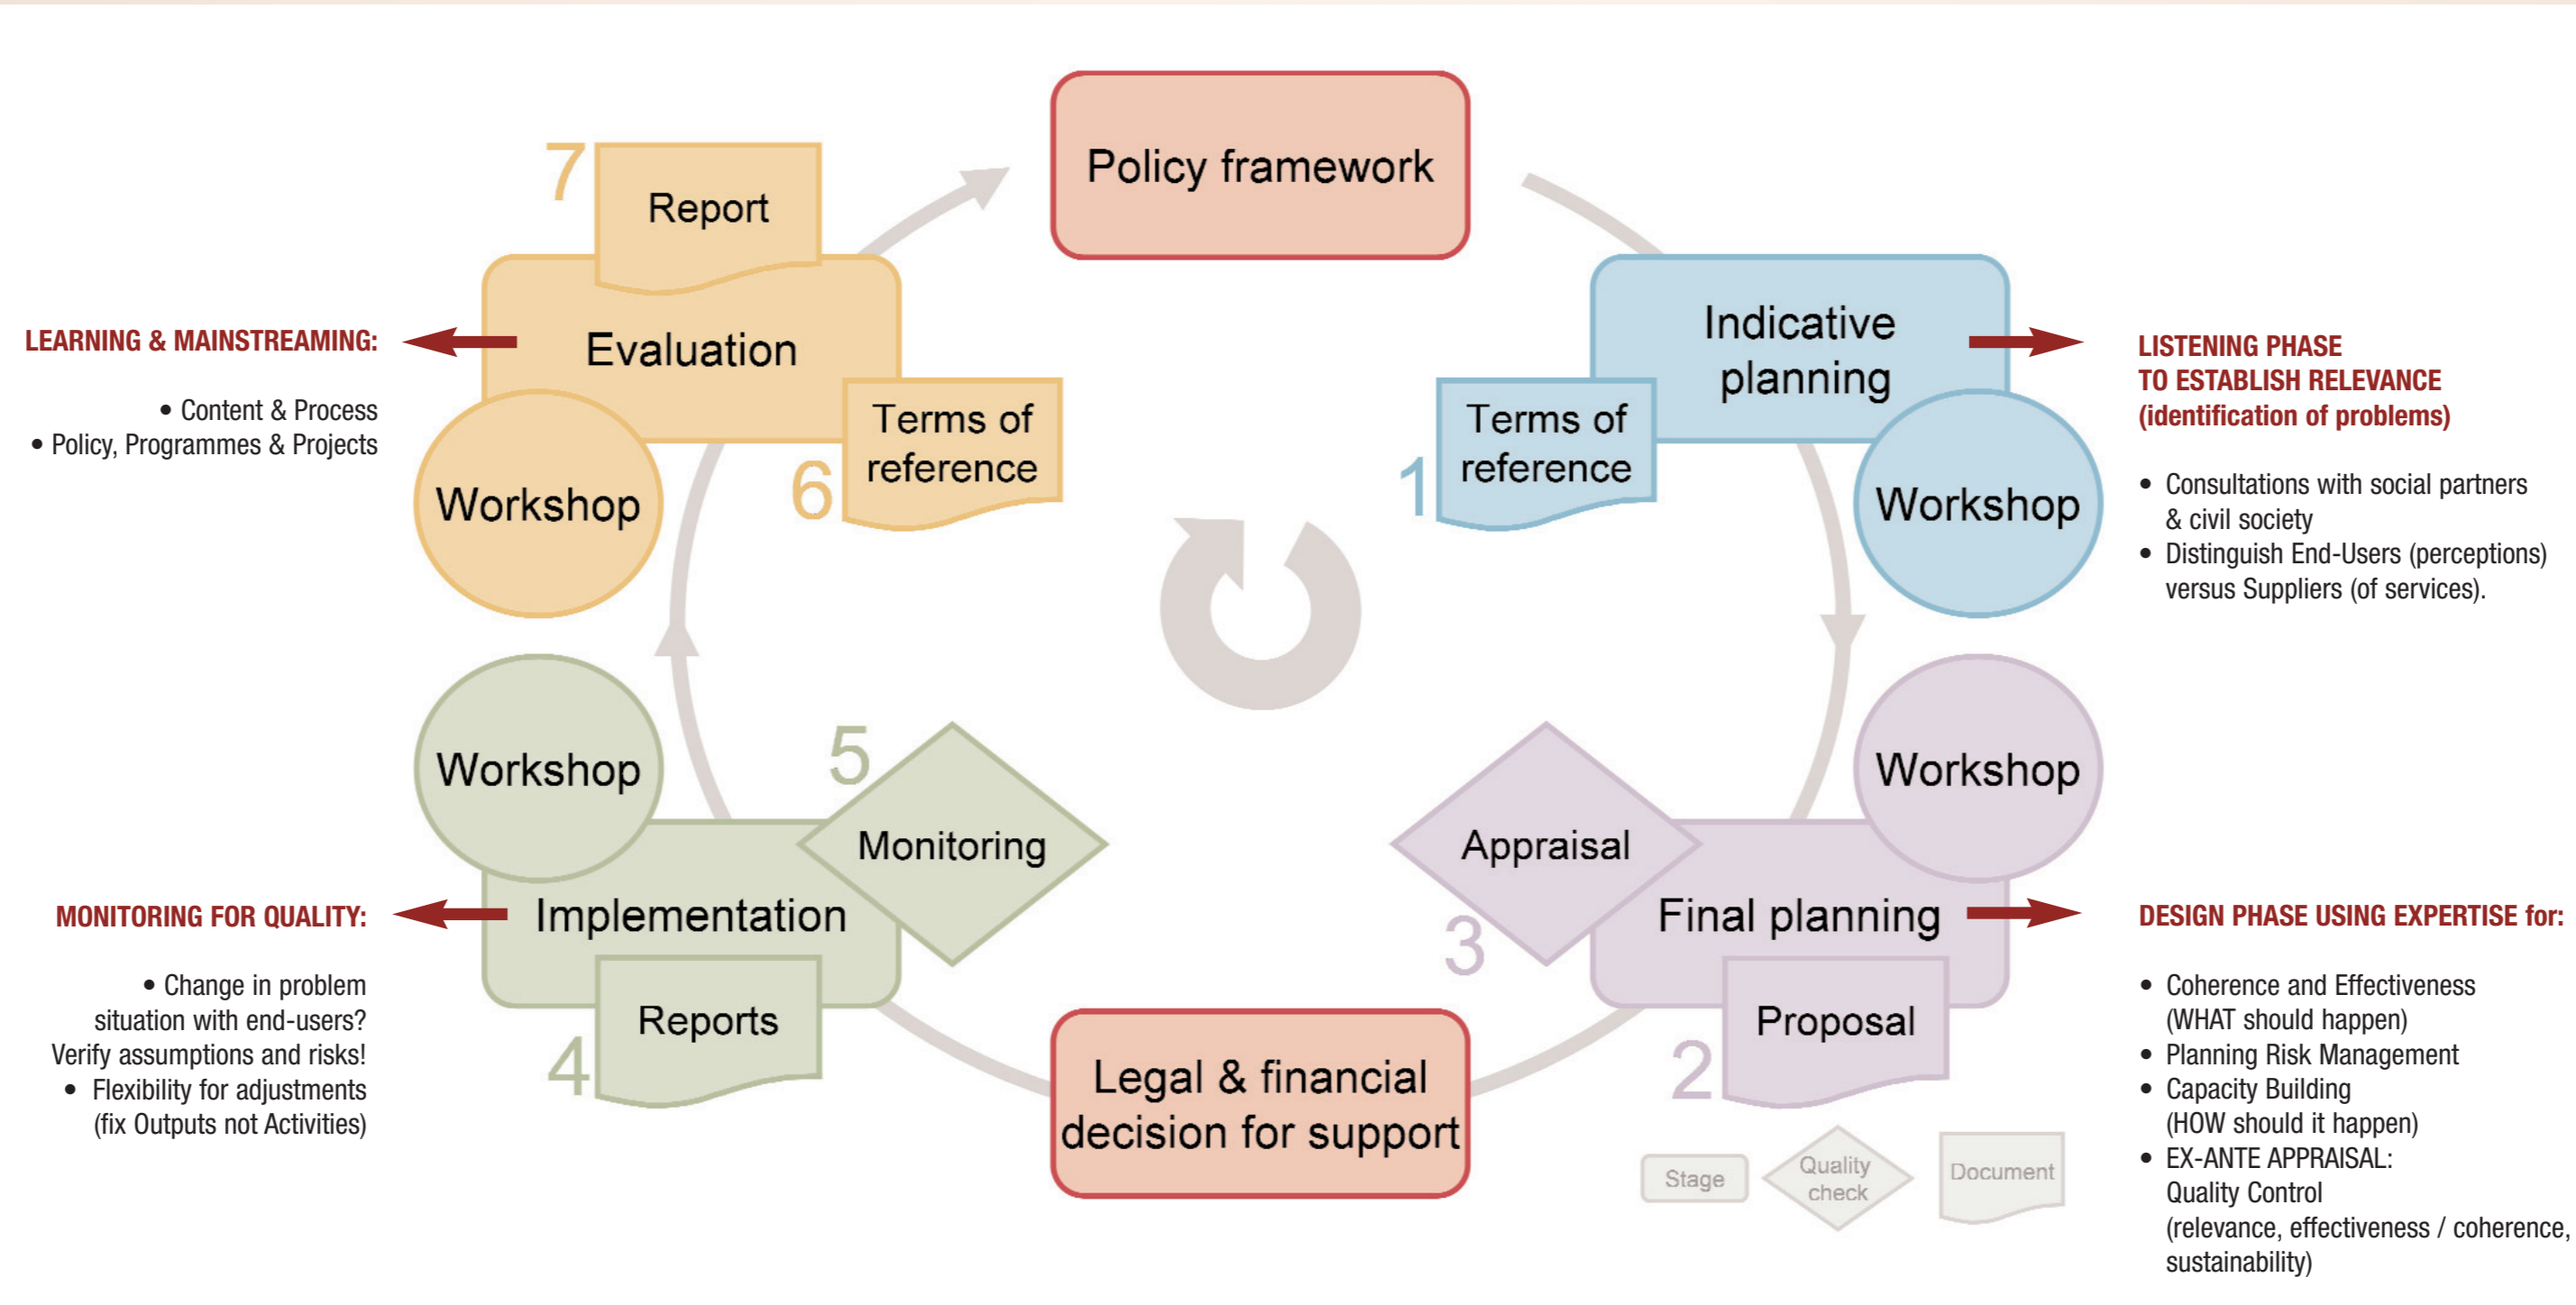 Policy framework
7
Report
Evaluation
Terms of
reference
6
Workshop
LEARNING & MAINSTREAMING:
• Content & Process
• Policy, Programmes & Projects
Indicative
planning
Terms of
reference
1
Workshop
LISTENING PHASE
TO ESTABLISH RELEVANCE
(identification of problems)
• Consultations with social partners
& civil society
• Distinguish End-Users (perceptions)
versus Suppliers (of services).
Workshop
5
Monitoring
Implementation
Reports
4
MONITORING FOR QUALITY:
• Change in problem
situation with end-users?
Verify assumptions and risks!
• Flexibility for adjustments
(fix Outputs not Activities)
Workshop
Appraisal
3
Final planning
Proposal
2
DESIGN PHASE USING EXPERTISE for:
• Coherence and Effectiveness
(WHAT should happen)
• Planning Risk Management
• Capacity Building
(HOW should it happen)
• EX-ANTE APPRAISAL:
Quality Control
(relevance, effectiveness / coherence,
sustainability)
Legal & financial
decision for support
Stage
Quality
check
Document